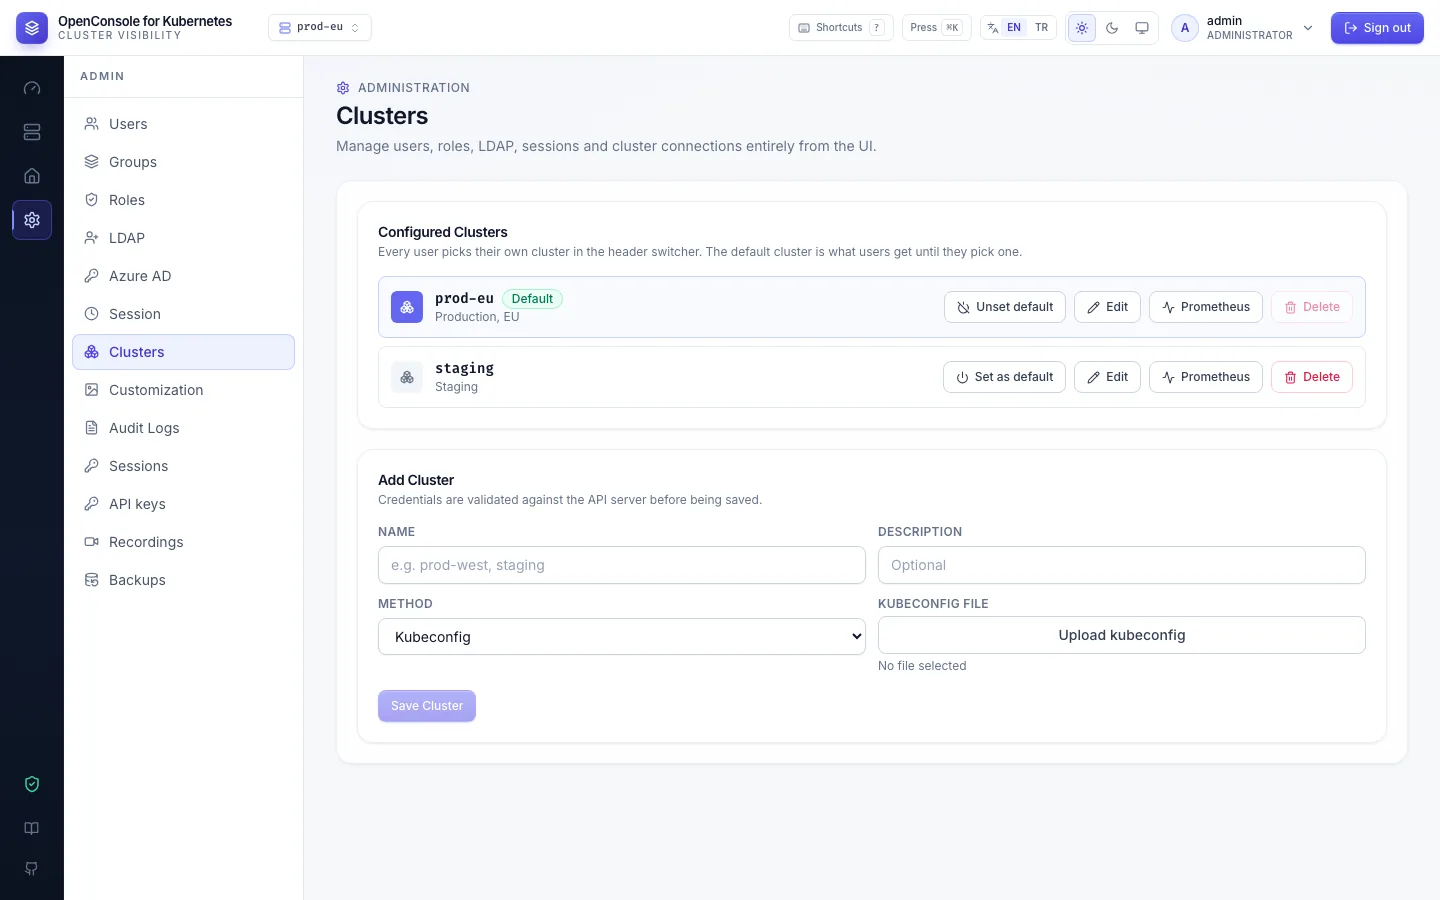 OpenConsole for Kubernetes
CLUSTER VISIBILITY
prod-eu
Shortcuts ?
Press ⌘K
EN TR
A
admin
ADMINISTRATOR
Sign out
ADMIN
Users
Groups
Roles
LDAP
Azure AD
Session
Clusters
Customization
Audit Logs
Sessions
API keys
Recordings
Backups
ADMINISTRATION
Clusters
Manage users, roles, LDAP, sessions and cluster connections entirely from the UI.
Configured Clusters
Every user picks their own cluster in the header switcher. The default cluster is what users get until they pick one.
prod-eu Default
Production, EU
Unset default Edit Prometheus Delete
staging
Staging
Set as default Edit Prometheus Delete
Add Cluster
Credentials are validated against the API server before being saved.
NAME DESCRIPTION
e.g. prod-west, staging Optional
METHOD KUBECONFIG FILE
Kubeconfig Upload kubeconfig
No file selected
Save Cluster